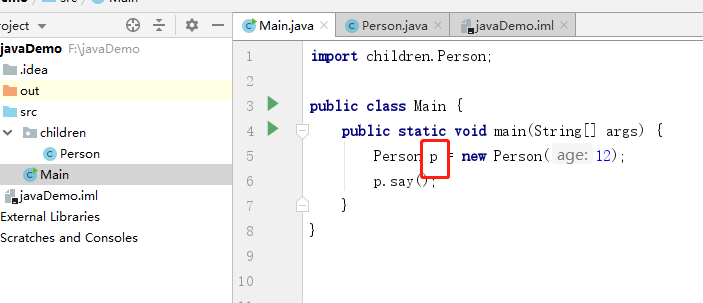 src Main
roject
Main.java Person.java javaDemo.iml
javaDemo F:\javaDemo
.idea
out
src
children
Person
Main
javaDemo.iml
External Libraries
Scratches and Consoles
1 import children.Person;
2
3 public class Main {
4 public static void main(String[] args) {
5 Person p = new Person( age: 12);
6 p.say();
7 }
8 }
9
10
11